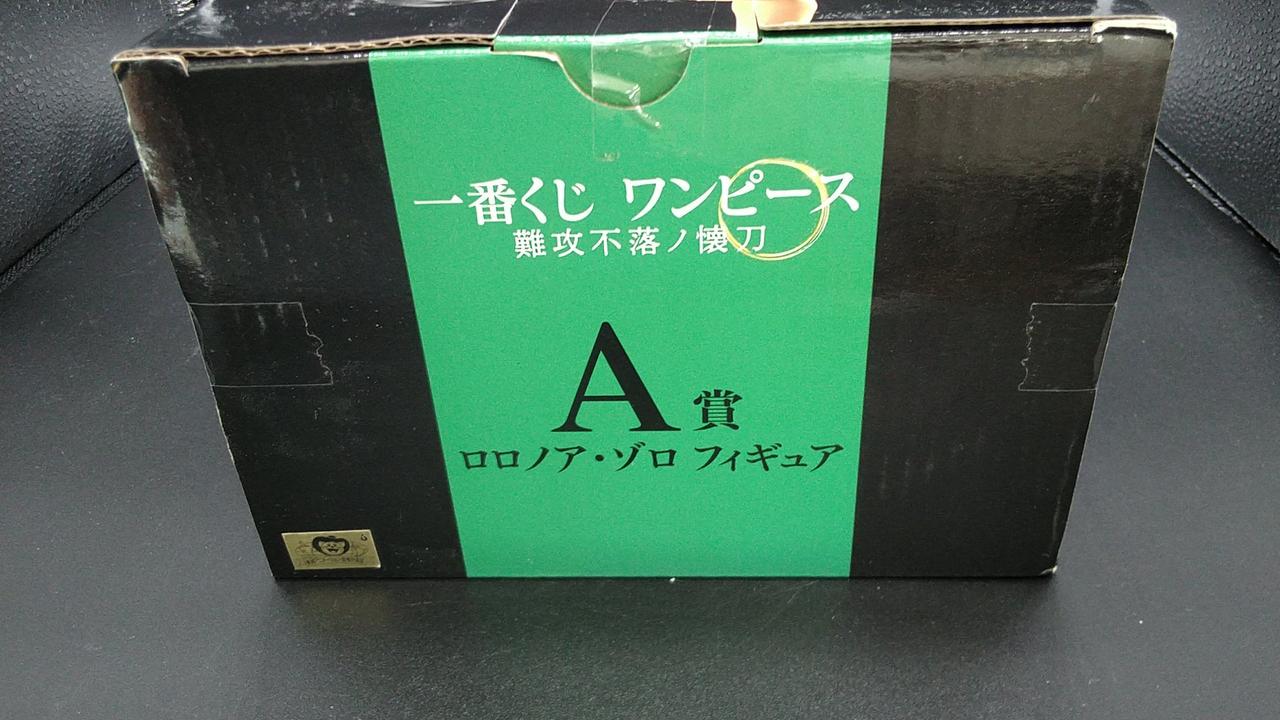 一番くじ ワンピース
難攻不落ノ懐刀
A賞
ロロノア・ゾロ フィギュア